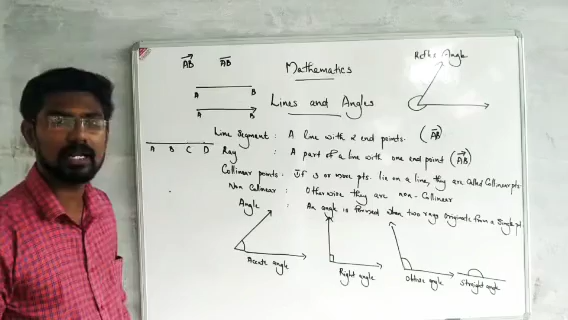 AB AB
Mathematics
Reflex Angle
A B
Lines and Angles
A B
Line Segment : A line with 2 end points. (AB)
A B C D
Ray : A part of a line with one end point (AB)
Collinear points : If 3 or more pts. lie on a line, they are called Collinear pts.
Non Collinear : Otherwise they are non-Collinear
Angle : An angle is formed when two rays originate from a single pt
Accute angle
Right angle
Obtuse angle
Straight angle